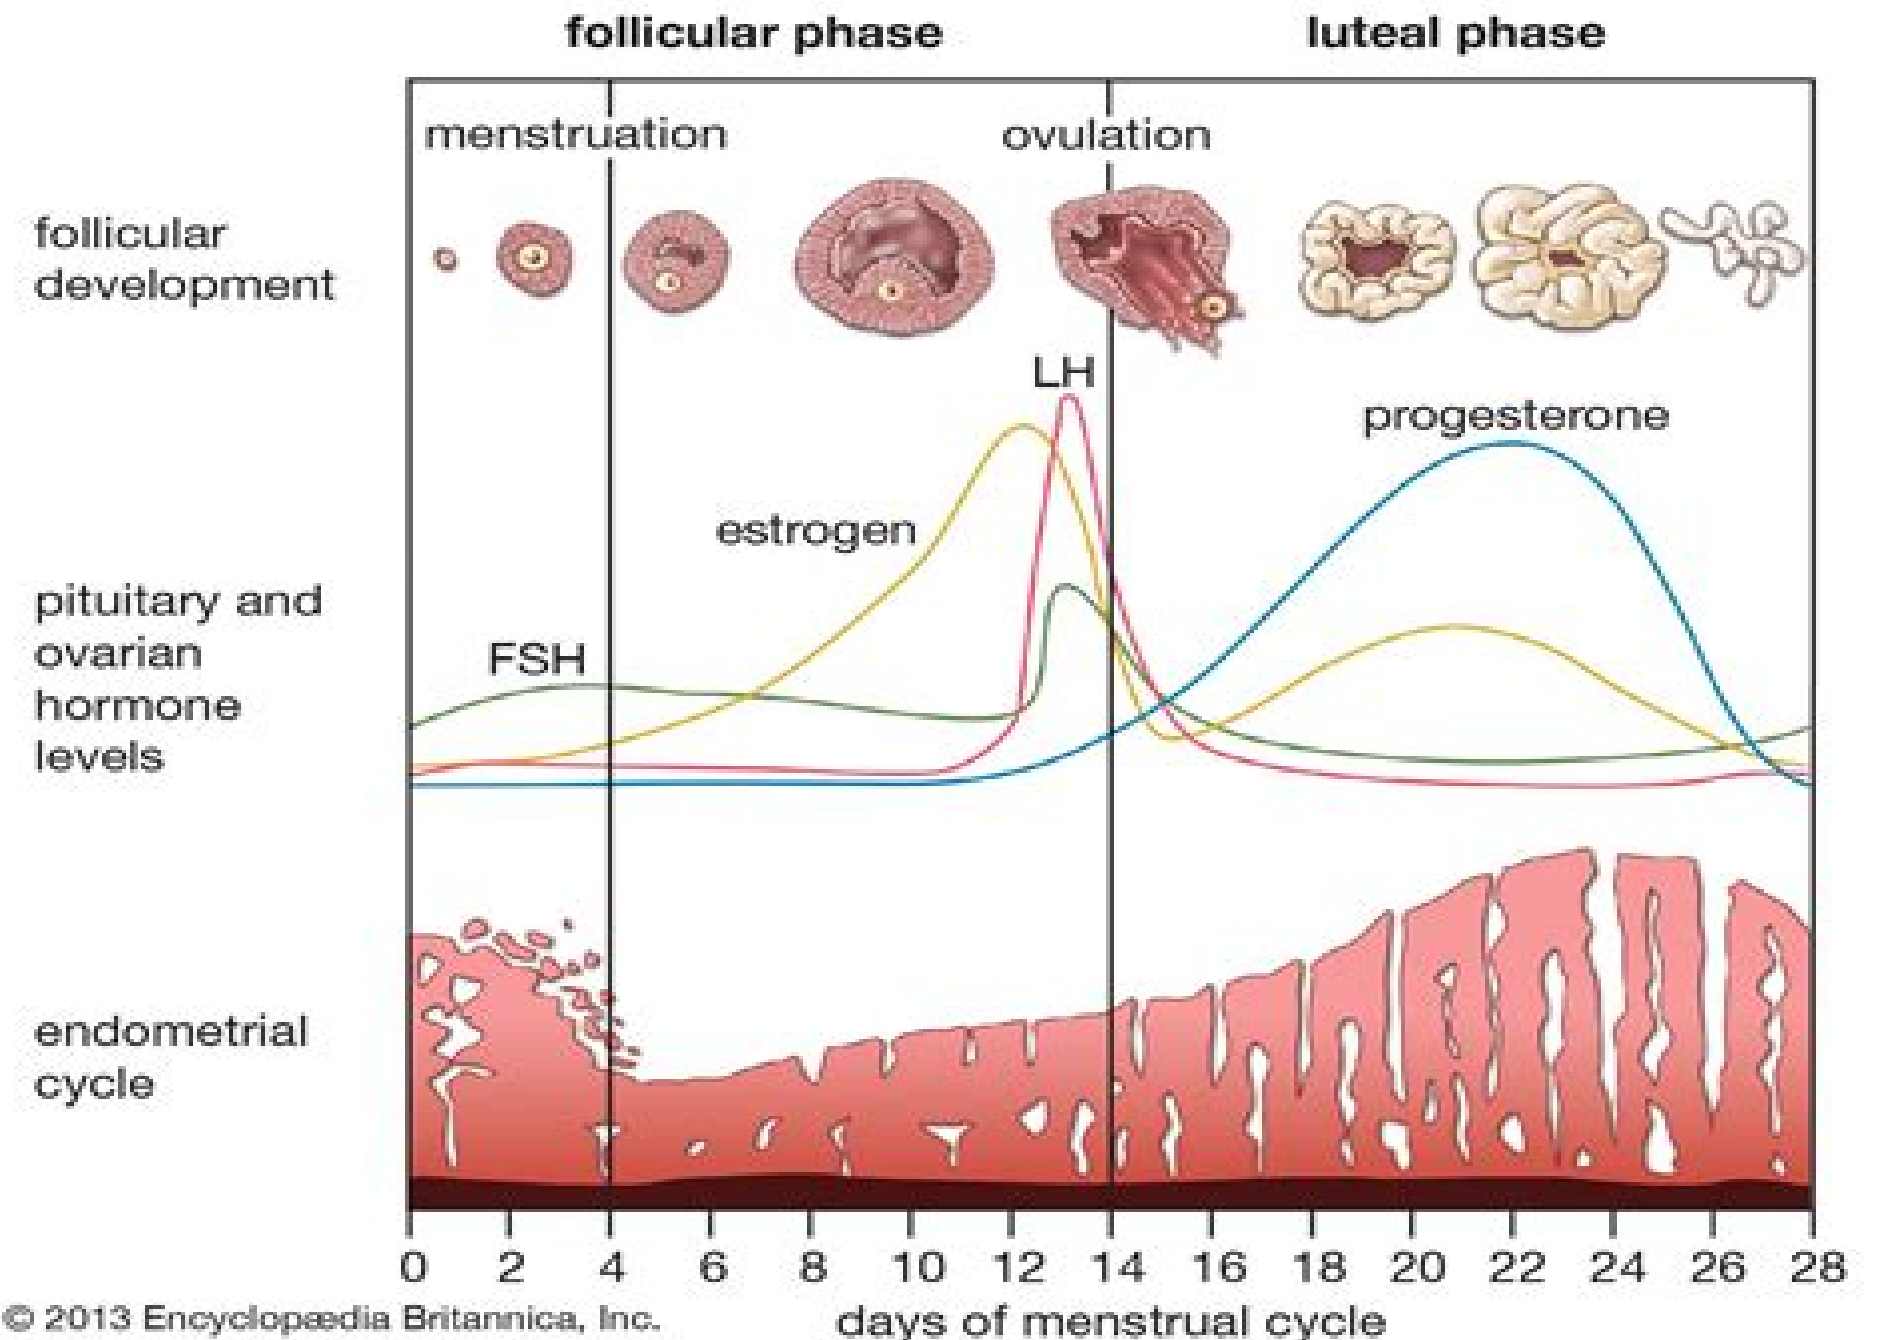 follicular phase
luteal phase
menstruation
ovulation
follicular
development
LH
progesterone
estrogen
FSH
pituitary and
ovarian
hormone
levels
endometrial
cycle
0 2 4 6 8 10 12 14 16 18 20 22 24 26 28
© 2013 Encyclopædia Britannica, Inc.
days of menstrual cycle